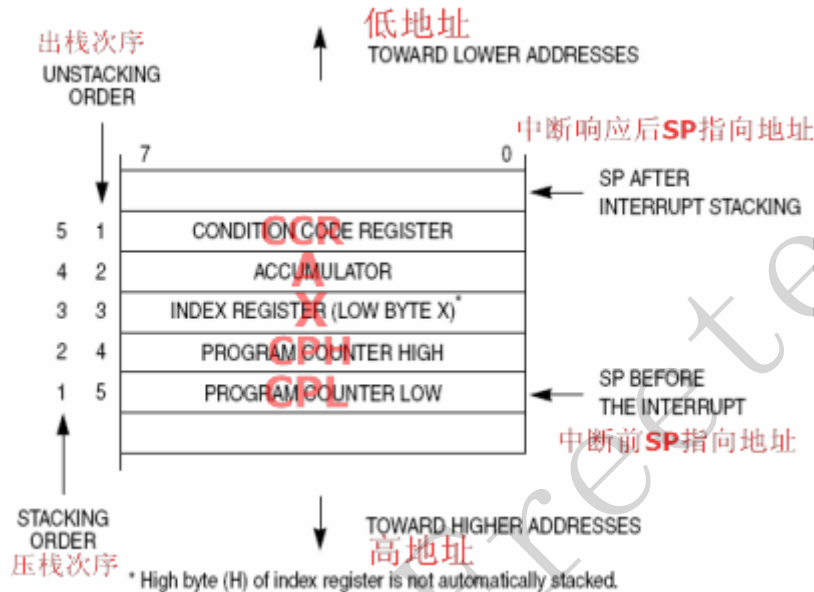 低地址
TOWARD LOWER ADDRESSES
出栈次序
UNSTACKING
ORDER
中断响应后SP指向地址
7 0
SP AFTER
INTERRUPT STACKING
5 1 CONDITION CODE REGISTER
CCR
4 2 ACCUMULATOR
A
3 3 INDEX REGISTER (LOW BYTE X)*
X
2 4 PROGRAM COUNTER HIGH
CPH
1 5 PROGRAM COUNTER LOW
CPL
SP BEFORE
THE INTERRUPT
中断前SP指向地址
STACKING
ORDER
压栈次序
TOWARD HIGHER ADDRESSES
高地址
* High byte (H) of index register is not automatically stacked.